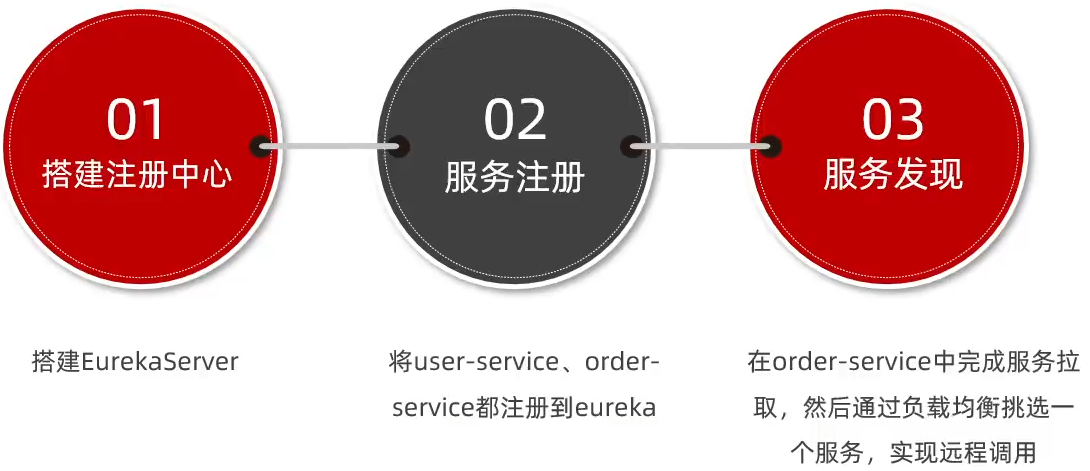 01
搭建注册中心
02
服务注册
03
服务发现
搭建EurekaServer
将user-service、order-
service都注册到eureka
在order-service中完成服务拉
取，然后通过负载均衡挑选一
个服务，实现远程调用